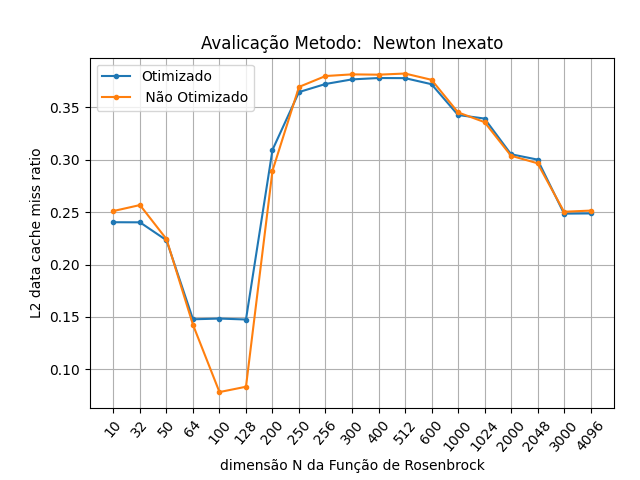 Avalicação Metodo:  Newton Inexato
Otimizado
Não Otimizado
L2 data cache miss ratio
0.35
0.30
0.25
0.20
0.15
0.10
10 32 50 64 100 128 200 250 256 300 400 512 600 1000 1024 2000 2048 3000 4096
dimensão N da Função de Rosenbrock